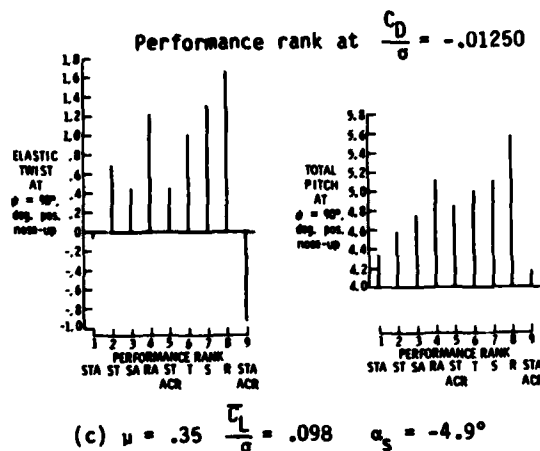 Performance rank at C_D/σ = -.01250
ELASTIC
TWIST
AT
ψ = 90°,
deg. pos.
nose-up
1.8
1.6
1.4
1.2
1.0
.8
.6
.4
.2
0
-.2
-.4
-.6
-.8
-1.0
1 2 3 4 5 6 7 8 9
PERFORMANCE RANK
STA ST SA RA ST T S R STA
ACR ACR
TOTAL
PITCH
AT
ψ = 90°,
deg. pos.
nose-up
5.8
5.6
5.4
5.2
5.0
4.8
4.6
4.4
4.2
4.0
1 2 3 4 5 6 7 8 9
PERFORMANCE RANK
STA ST SA RA ST T S R STA
ACR ACR
(c) μ = .35 C̅_L/σ = .098 α_s = -4.9°